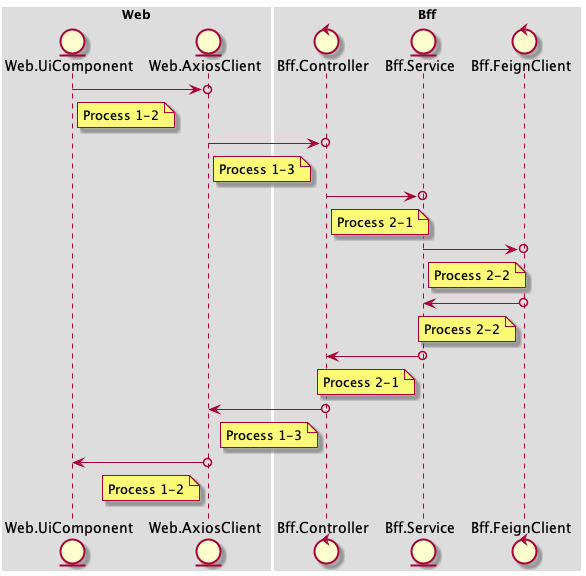 Web Bff
Web.UiComponent Web.AxiosClient Bff.Controller Bff.Service Bff.FeignClient
Process 1-2
Process 1-3
Process 2-1
Process 2-2
Process 2-2
Process 2-1
Process 1-3
Process 1-2
Web.UiComponent Web.AxiosClient Bff.Controller Bff.Service Bff.FeignClient